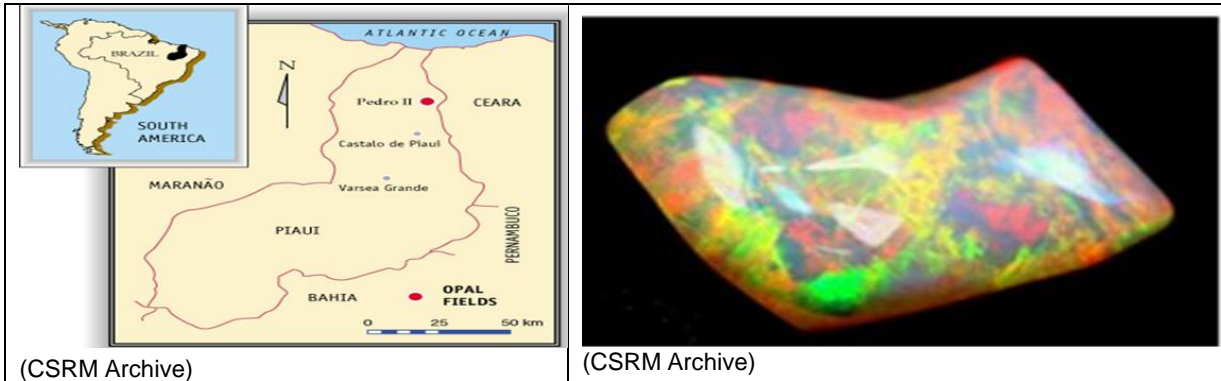 BRAZIL
SOUTH
AMERICA
ATLANTIC OCEAN
N
Pedro II
CEARA
Castalo de Piaui
MARANÃO
Varsea Grande
PIAUI
PERNAMBUCO
BAHIA
OPAL
FIELDS
0 25 50 km
(CSRM Archive)
(CSRM Archive)